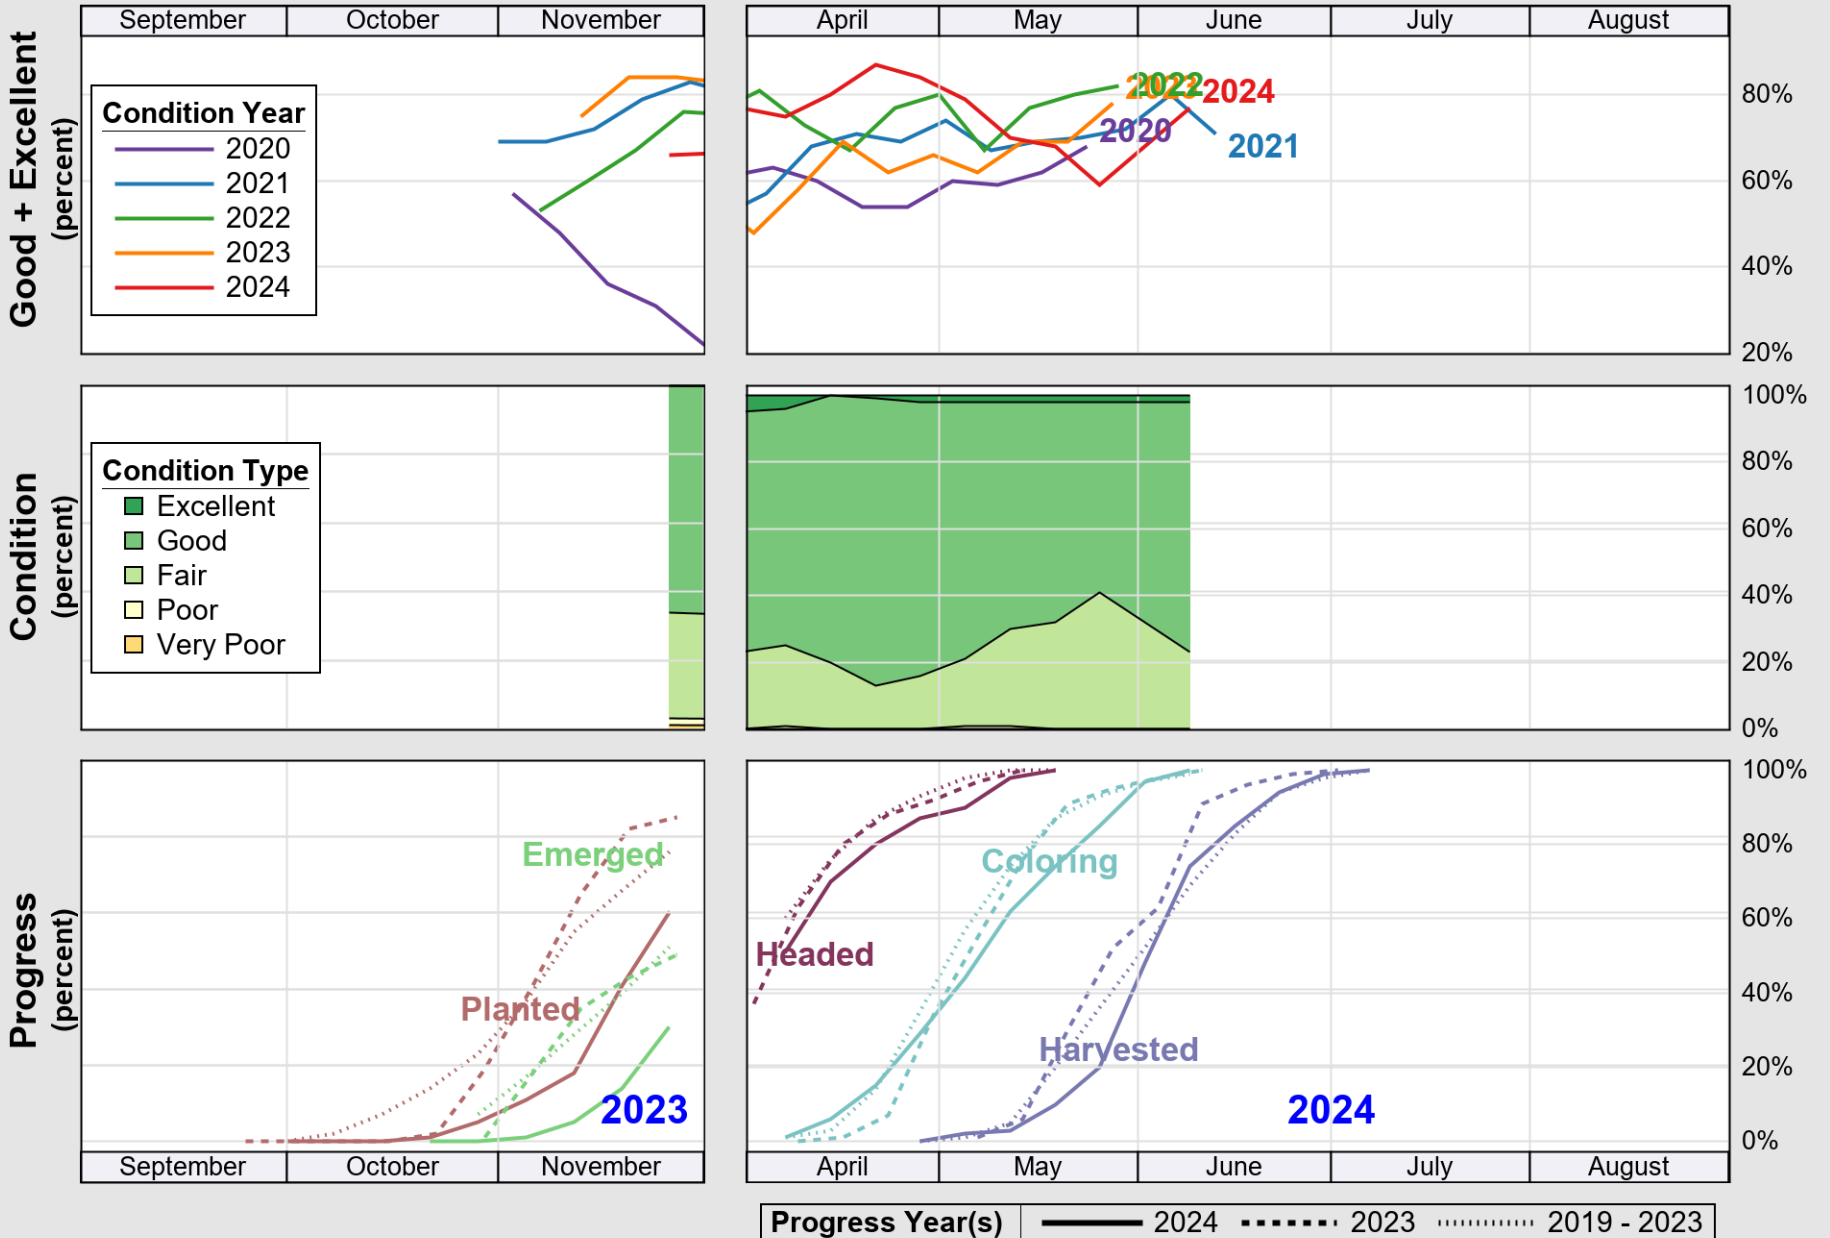 September October November April May June July August
Good + Excellent
(percent)
Condition Year
2020
2021
2022
2023
2024
2022
2023
2024
2020
2021
80%
60%
40%
20%
Condition
(percent)
Condition Type
Excellent
Good
Fair
Poor
Very Poor
100%
80%
60%
40%
20%
0%
Progress
(percent)
Emerged
Planted
2023
Headed
Coloring
Harvested
2024
100%
80%
60%
40%
20%
0%
September October November April May June July August
Progress Year(s) 2024 2023 2019 - 2023